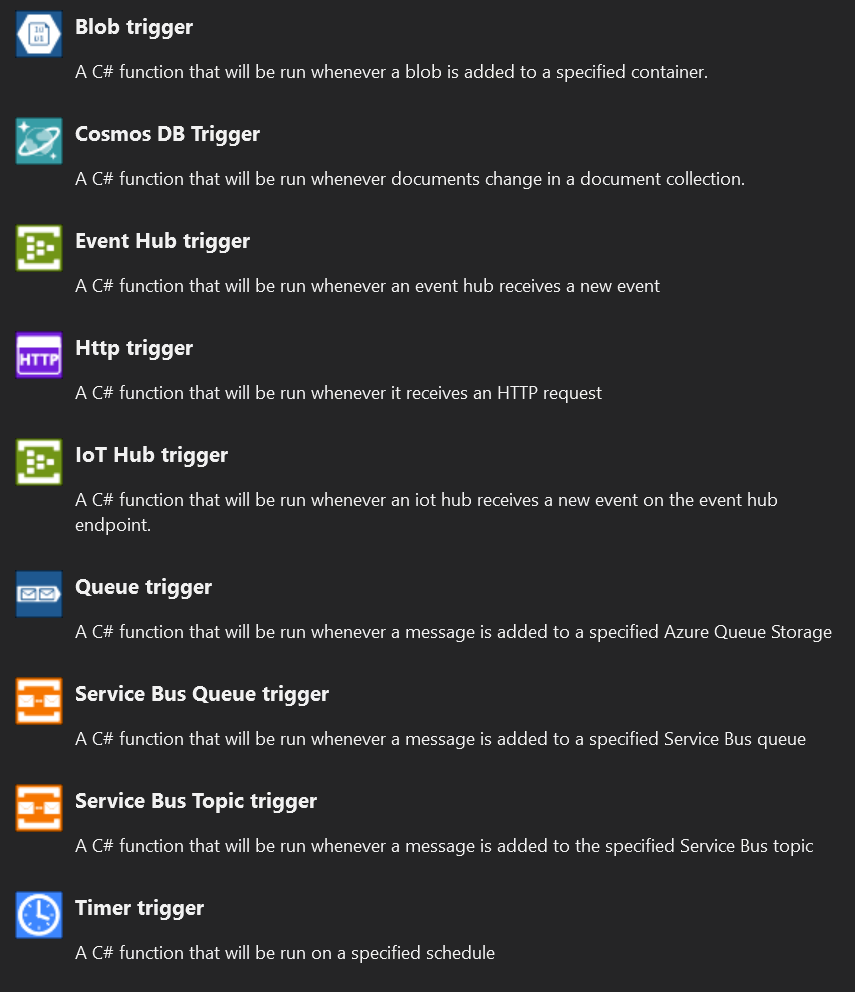 Blob trigger
A C# function that will be run whenever a blob is added to a specified container.
Cosmos DB Trigger
A C# function that will be run whenever documents change in a document collection.
Event Hub trigger
A C# function that will be run whenever an event hub receives a new event
HTTP
Http trigger
A C# function that will be run whenever it receives an HTTP request
IoT Hub trigger
A C# function that will be run whenever an iot hub receives a new event on the event hub
endpoint.
Queue trigger
A C# function that will be run whenever a message is added to a specified Azure Queue Storage
Service Bus Queue trigger
A C# function that will be run whenever a message is added to a specified Service Bus queue
Service Bus Topic trigger
A C# function that will be run whenever a message is added to the specified Service Bus topic
Timer trigger
A C# function that will be run on a specified schedule